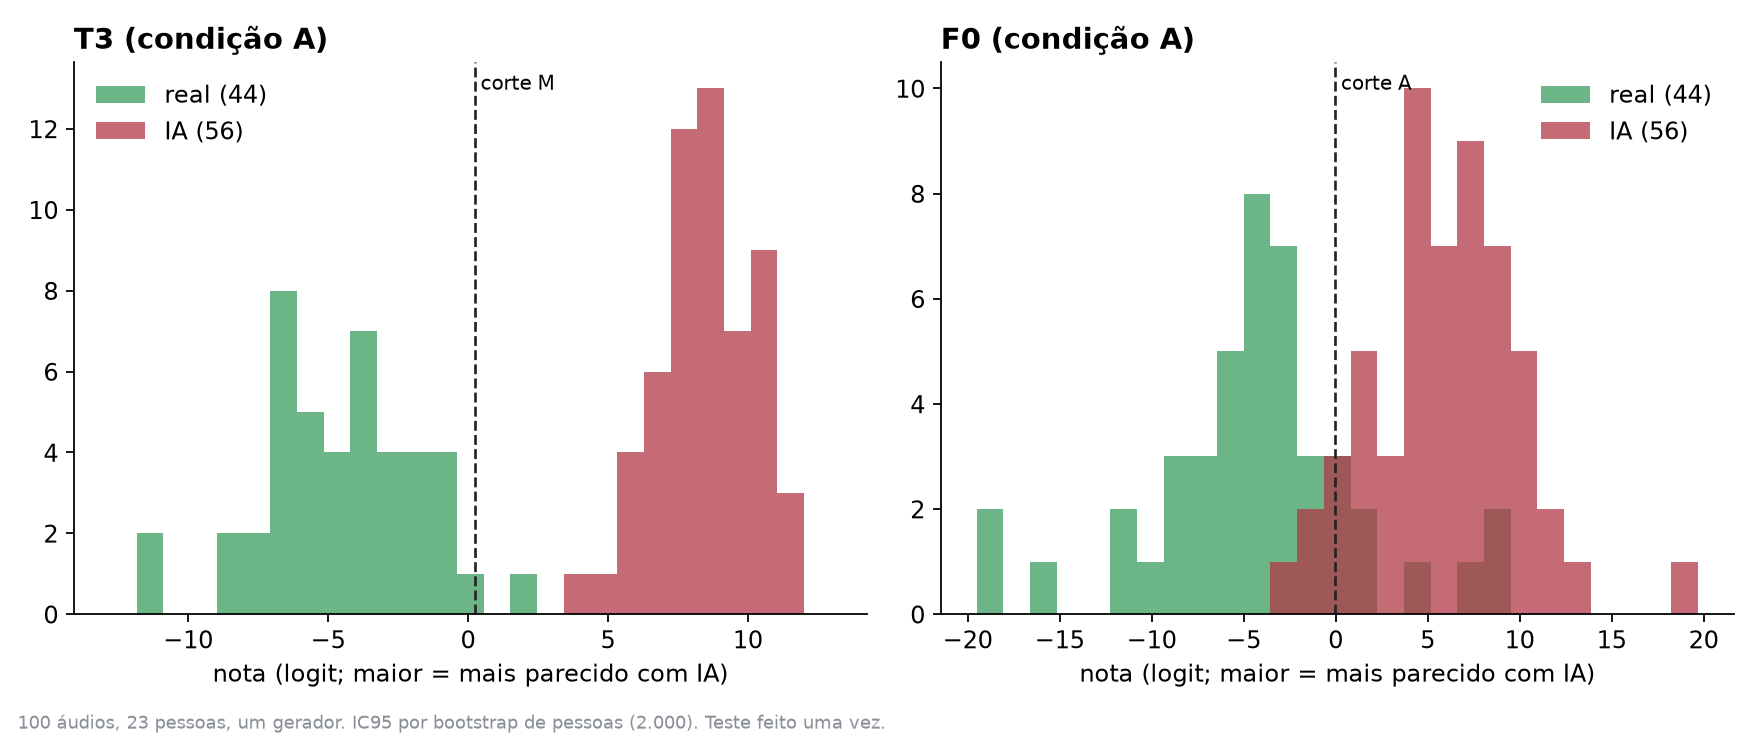 T3 (condição A)
real (44)
IA (56)
corte M
12
10
8
6
4
2
0
−10
−5
0
5
10
nota (logit; maior = mais parecido com IA)
F0 (condição A)
corte A
real (44)
IA (56)
10
8
6
4
2
0
−20
−15
−10
−5
0
5
10
15
20
nota (logit; maior = mais parecido com IA)
100 áudios, 23 pessoas, um gerador. IC95 por bootstrap de pessoas (2.000). Teste feito uma vez.